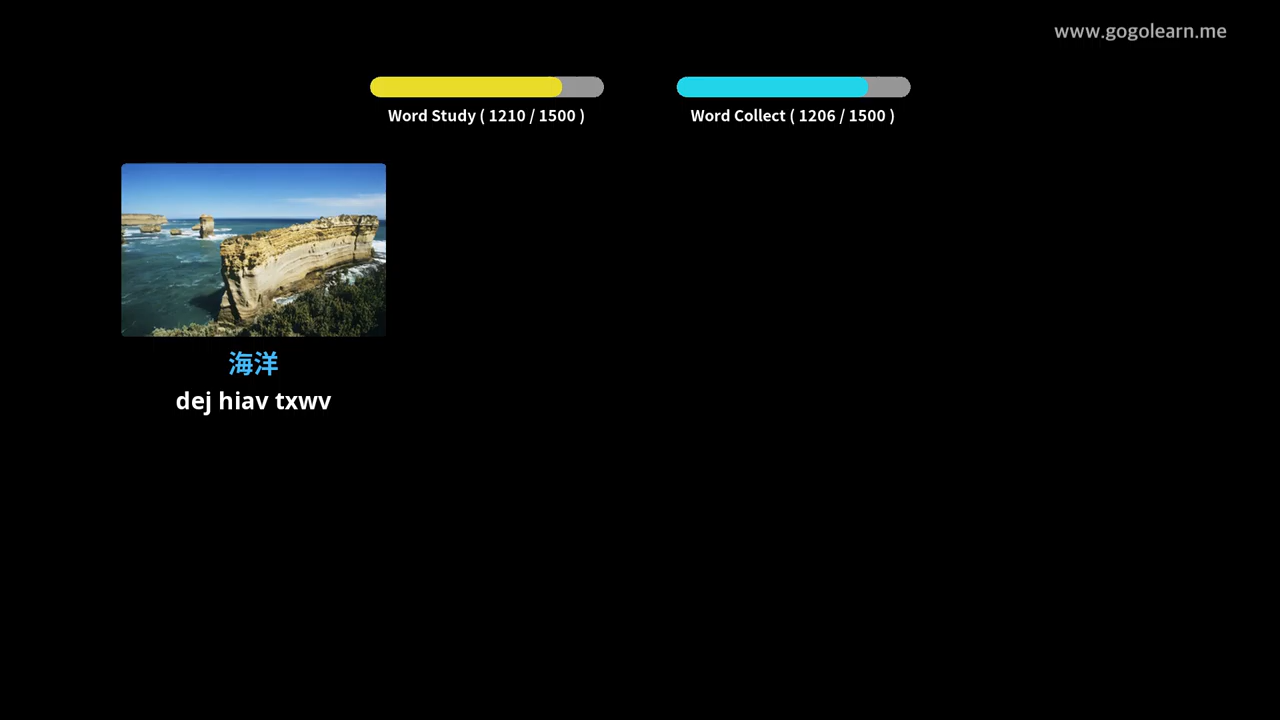 www.gogolearn.me
Word Study ( 1210 / 1500 )
Word Collect ( 1206 / 1500 )
海洋
dej hiav txwv